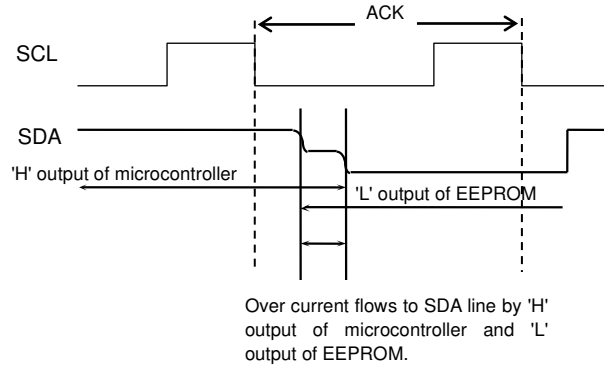 ACK
SCL
SDA
'H' output of microcontroller
'L' output of EEPROM
Over current flows to SDA line by 'H'
output of microcontroller and 'L'
output of EEPROM.